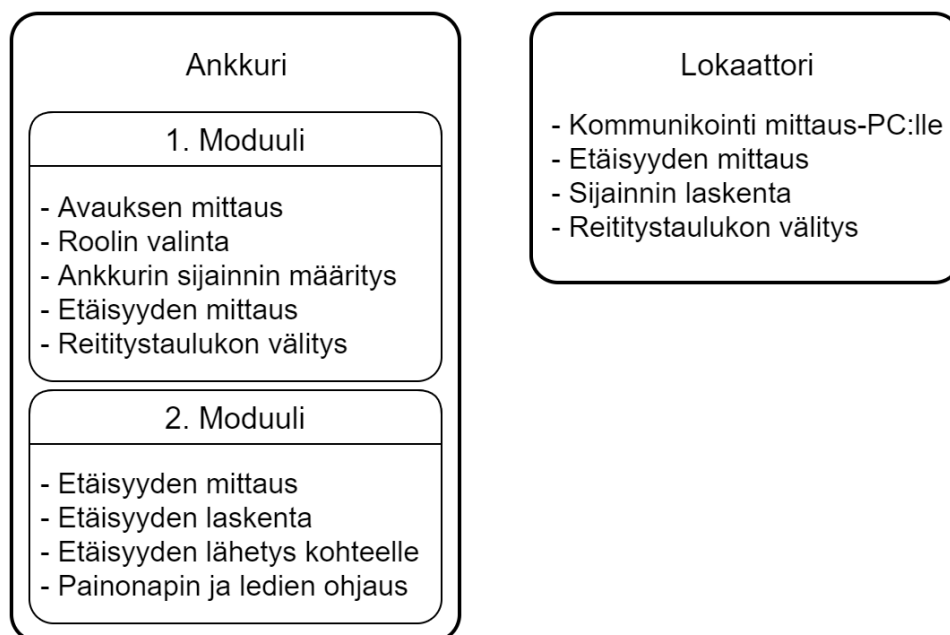 Ankkuri
1. Moduuli
- Avauksen mittaus
- Roolin valinta
- Ankkurin sijainnin määritys
- Etäisyyden mittaus
- Reititystaulukon välitys
2. Moduuli
- Etäisyyden mittaus
- Etäisyyden laskenta
- Etäisyyden lähetys kohteelle
- Painonapin ja ledien ohjaus
Lokaattori
- Kommunikointi mittaus-PC:lle
- Etäisyyden mittaus
- Sijainnin laskenta
- Reititystaulukon välitys